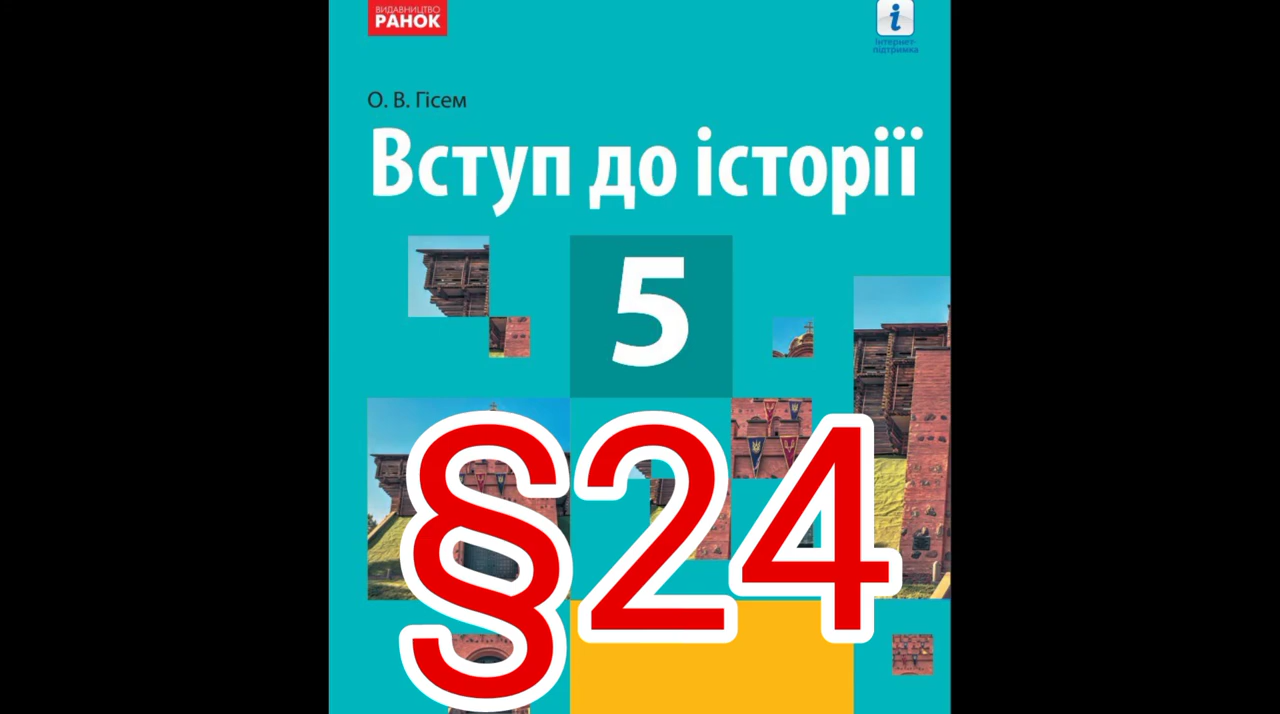 ВИДАВНИЦТВО
РАНОК
i
Інтернет-
підтримка
О. В. Гісем
Вступ до історії
5
§24